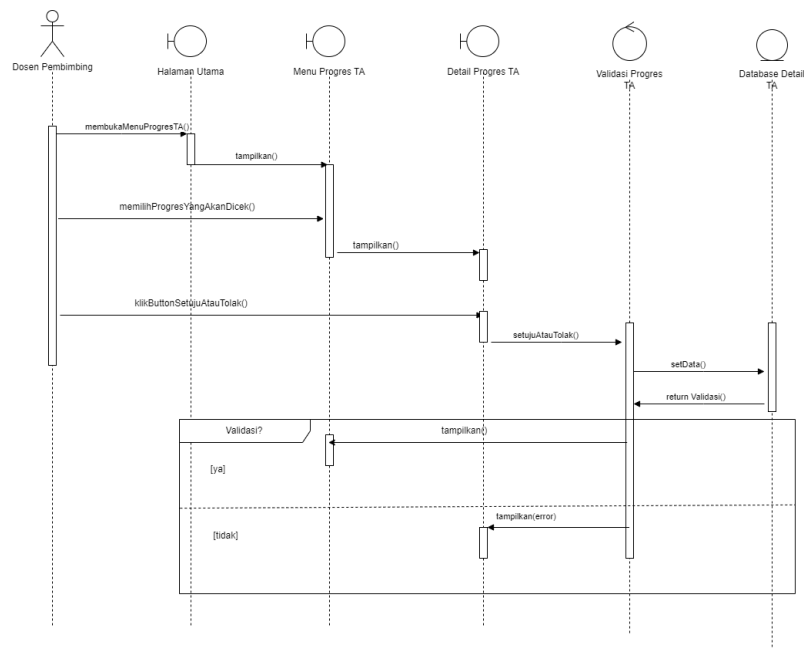 Dosen Pembimbing
Halaman Utama
Menu Progres TA
Detail Progres TA
Validasi Progres
TA
Database Detail
TA
membukaMenuProgresTA()
tampilkan()
memilihProgresYangAkanDicek()
tampilkan()
klikButtonSetujuAtauTolak()
setujuAtauTolak()
setData()
return Validasi()
Validasi?
tampilkan()
[ya]
tampilkan(error)
[tidak]